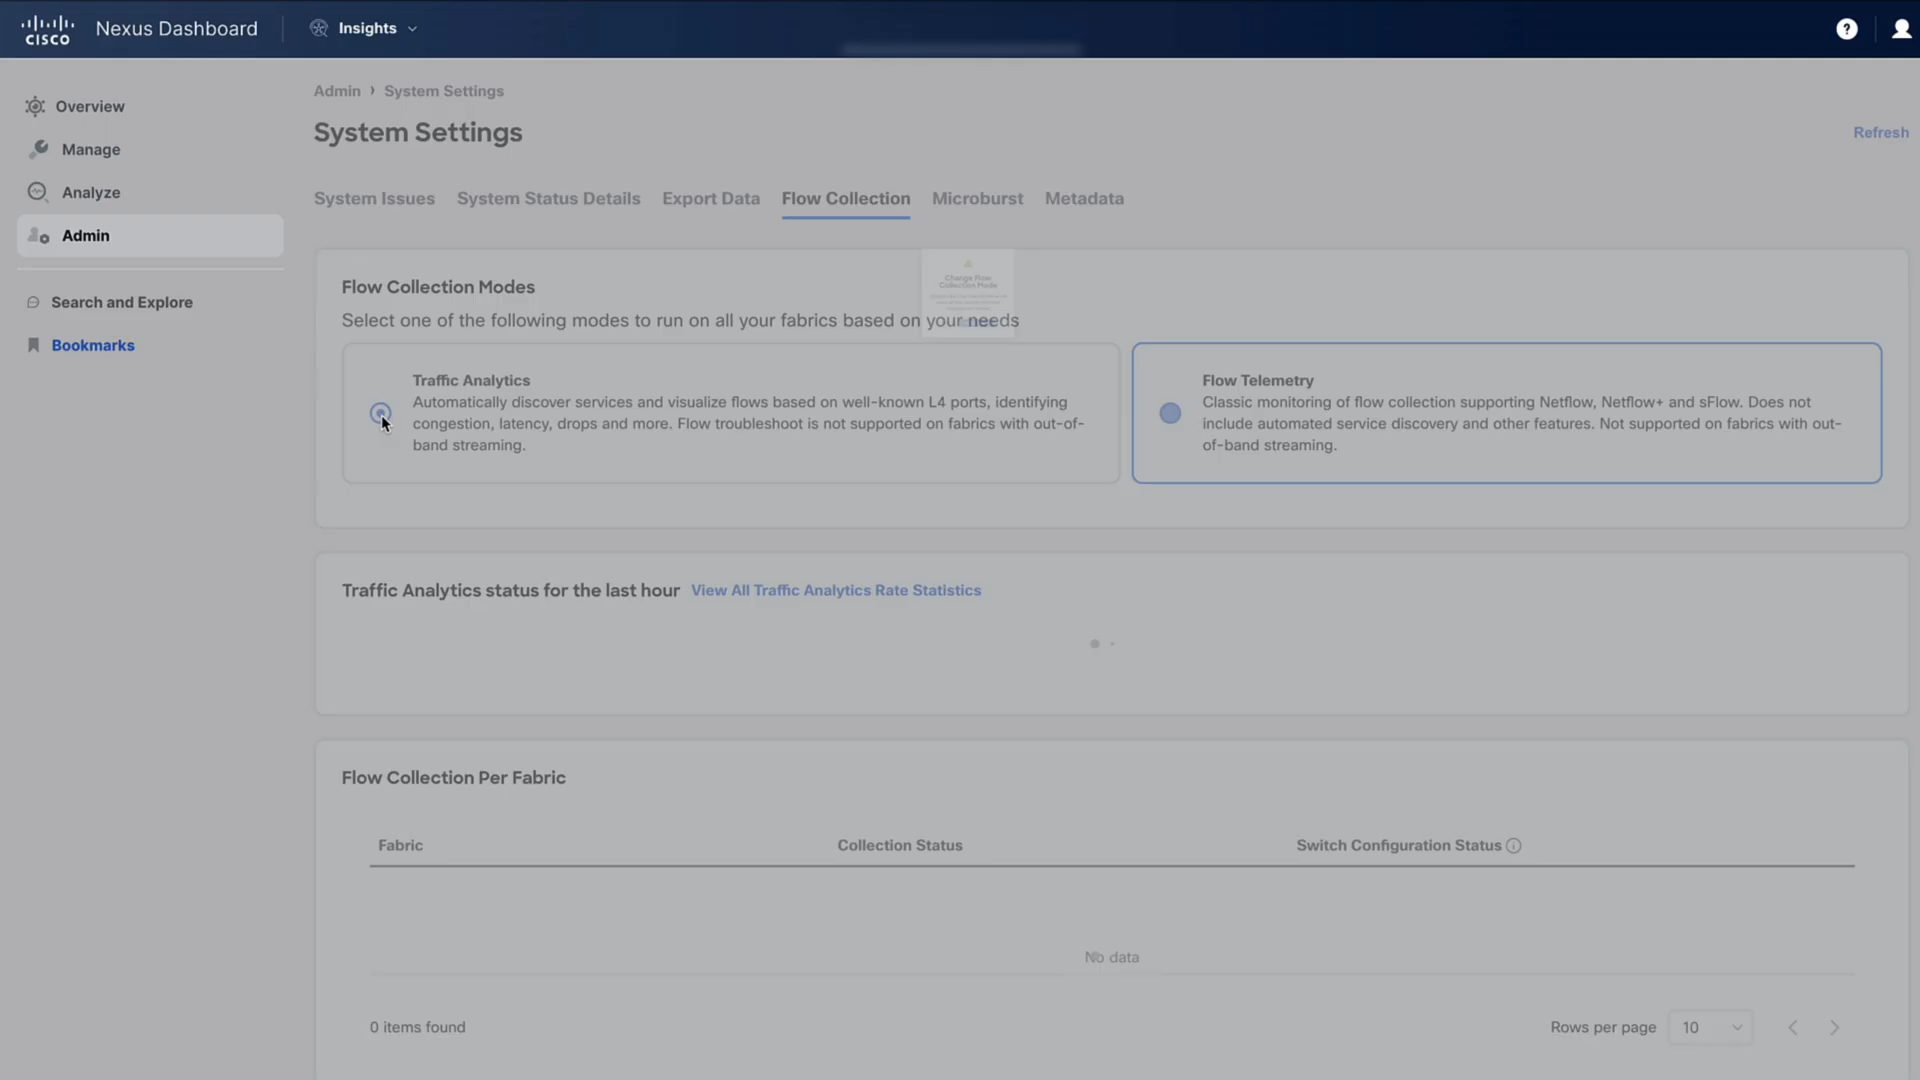 CISCO
Nexus Dashboard
Insights
?
Overview
Manage
Analyze
Admin
Search and Explore
Bookmarks
Admin › System Settings
System Settings
Refresh
System Issues
System Status Details
Export Data
Flow Collection
Microburst
Metadata
Flow Collection Modes
Change Flow
Collection Mode
Select one of the following modes to run on all your fabrics based on your needs
Traffic Analytics
Automatically discover services and visualize flows based on well-known L4 ports, identifying
congestion, latency, drops and more. Flow troubleshoot is not supported on fabrics with out-of-
band streaming.
Flow Telemetry
Classic monitoring of flow collection supporting Netflow, Netflow+ and sFlow. Does not
include automated service discovery and other features. Not supported on fabrics with out-
of-band streaming.
Traffic Analytics status for the last hour
View All Traffic Analytics Rate Statistics
Flow Collection Per Fabric
Fabric
Collection Status
Switch Configuration Status
No data
0 items found
Rows per page
10